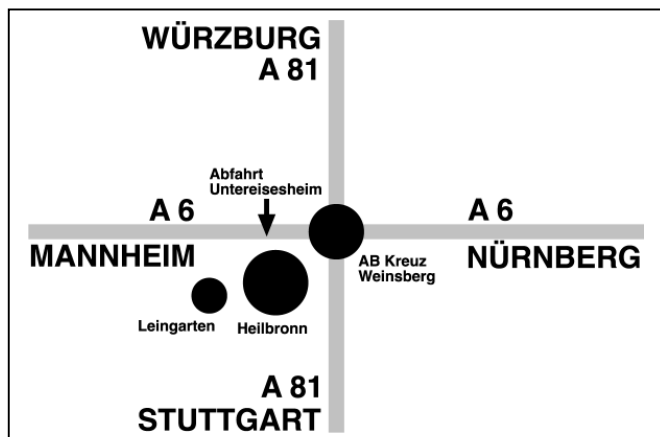 WÜRZBURG
A 81
Abfahrt
Untereisesheim
A 6
A 6
MANNHEIM
NÜRNBERG
AB Kreuz
Weinsberg
Leingarten
Heilbronn
A 81
STUTTGART